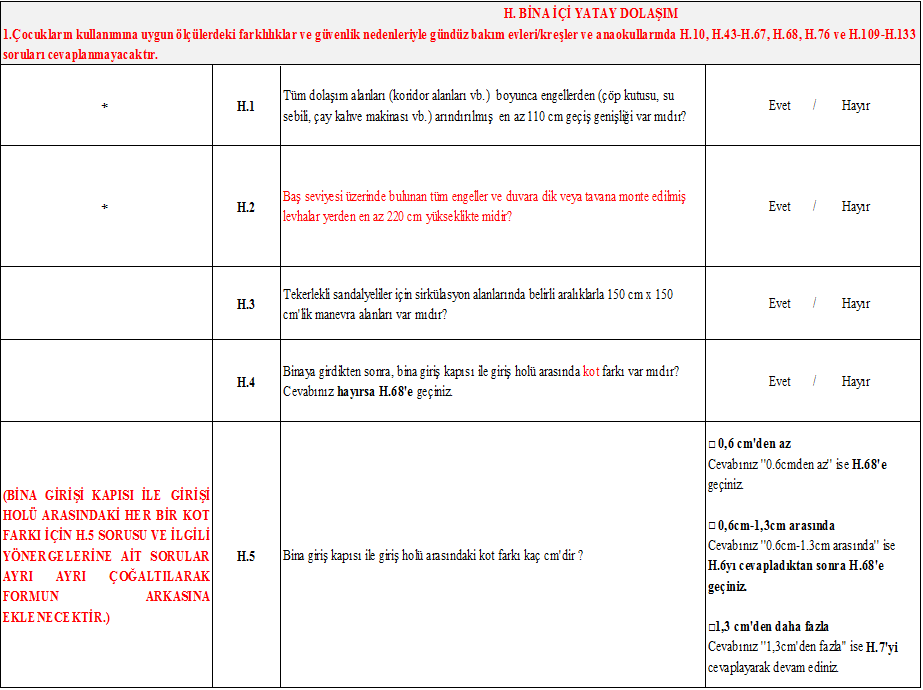 H. BİNA İÇİ YATAY DOLAŞIM
1.Çocukların kullanımına uygun ölçülerdeki farklılıklar ve güvenlik nedenleriyle gündüz bakım evleri/kreşler ve anaokullarında H.10, H.43-H.67, H.68, H.76 ve H.109-H.133
soruları cevaplanmayacaktır.
*
H.1
Tüm dolaşım alanları (koridor alanları vb.) boyunca engellerden (çöp kutusu, su
sebili, çay kahve makinası vb.) arındırılmış en az 110 cm geçiş genişliği var mıdır?
Evet / Hayır
*
H.2
Baş seviyesi üzerinde bulunan tüm engeller ve duvara dik veya tavana monte edilmiş
levhalar yerden en az 220 cm yükseklikte midir?
Evet / Hayır
H.3
Tekerlekli sandalyeliler için sirkülasyon alanlarında belirli aralıklarla 150 cm x 150
cm'lik manevra alanları var mıdır?
Evet / Hayır
H.4
Binaya girdikten sonra, bina giriş kapısı ile giriş holü arasında kot farkı var mıdır?
Cevabınız hayırsa H.68'e geçiniz.
Evet / Hayır
(BİNA GİRİŞİ KAPISI İLE GİRİŞİ
HOLÜ ARASINDAKİ HER BİR KOT
FARKI İÇİN H.5 SORUSU VE İLGİLİ
YÖNERGELERİNE AİT SORULAR
AYRI AYRI ÇOĞALTILARAK
FORMUN ARKASINA
EKLENECEKTİR.)
H.5
Bina giriş kapısı ile giriş holü arasındaki kot farkı kaç cm'dir ?
□ 0,6 cm'den az
Cevabınız "0.6cmden az" ise H.68'e
geçiniz.
□ 0,6cm-1,3cm arasında
Cevabınız "0.6cm-1.3cm arasında" ise
H.6yı cevapladıktan sonra H.68'e
geçiniz.
□1,3 cm'den daha fazla
Cevabınız "1,3cm'den fazla" ise H.7'yi
cevaplayarak devam ediniz.